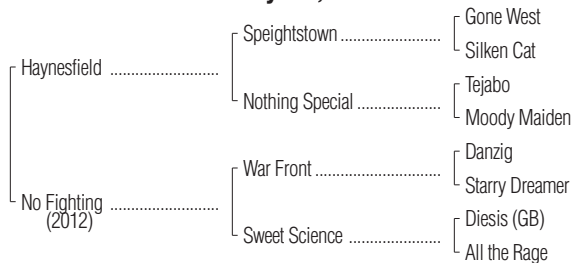 Gone West
Speightstown
Silken Cat
Haynesfield
Tejabo
Nothing Special
Moody Maiden
Danzig
War Front
Starry Dreamer
No Fighting
(2012)
Diesis (GB)
Sweet Science
All the Rage